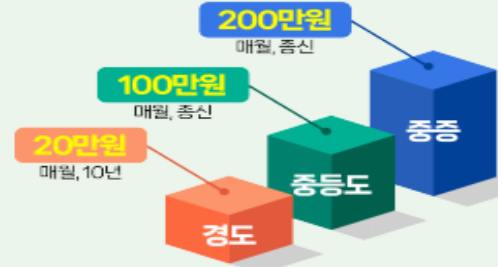 200만원
매월, 종신
100만원
매월, 종신
20만원
매월, 10년
중증
중등도
경도